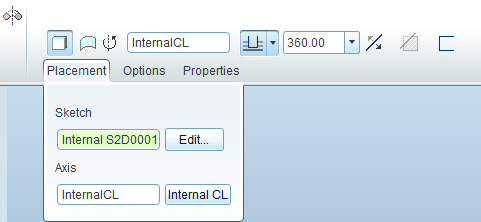 InternalCL 360.00
Placement Options Properties
Sketch
Internal S2D0001 Edit...
Axis
InternalCL Internal CL